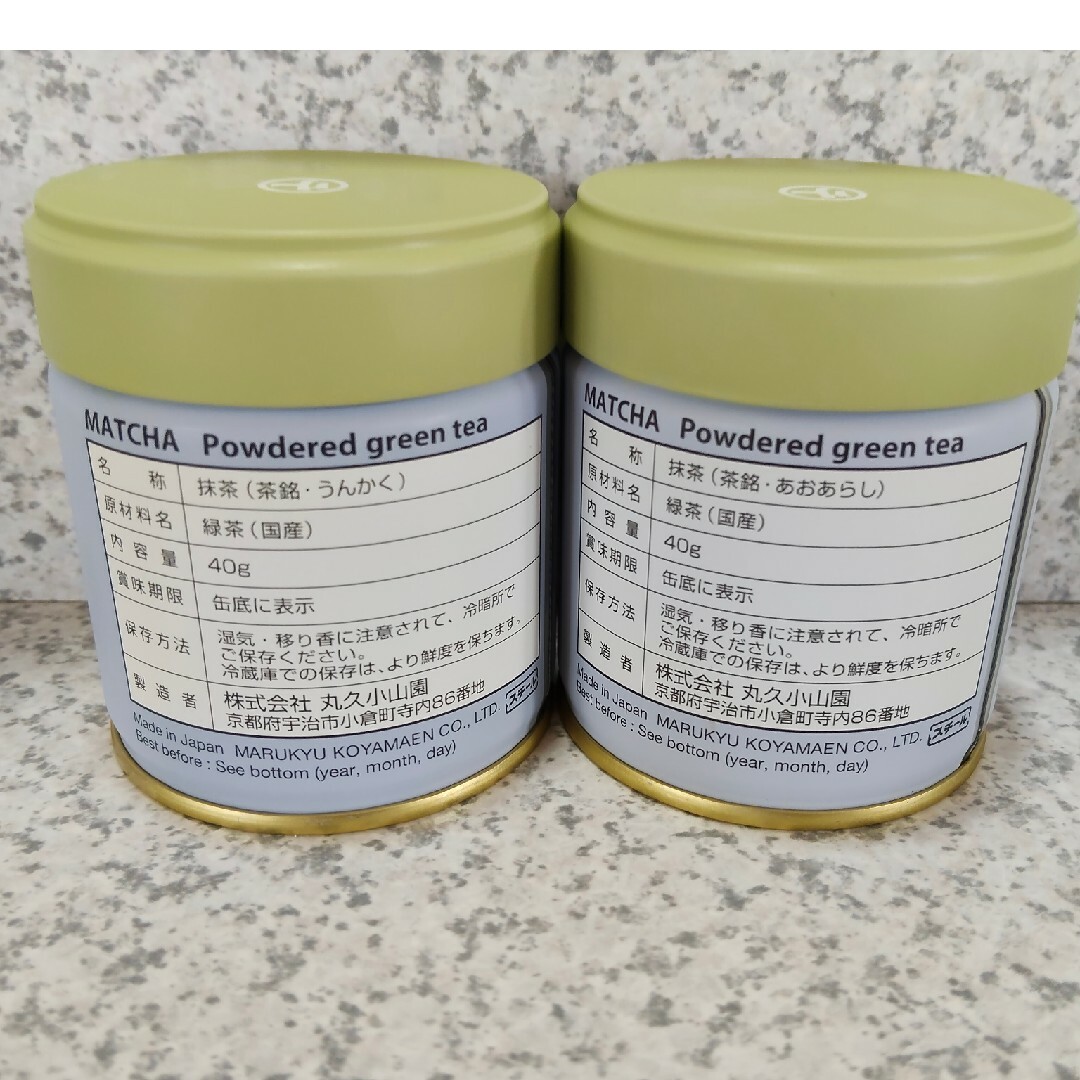 MATCHA Powdered green tea
名称 抹茶（茶銘・うんかく）
原材料名 緑茶（国産）
内容量 40g
賞味期限 缶底に表示
保存方法 湿気・移り香に注意されて、冷暗所で
ご保存ください。
冷蔵庫での保存は、より鮮度を保ちます。
製造者 株式会社 丸久小山園
京都府宇治市小倉町寺内86番地
Made in Japan MARUKYU KOYAMAEN CO., LTD. スチール
Best before : See bottom (year, month, day)
MATCHA Powdered green tea
名称 抹茶（茶銘・あおあらし）
原材料名 緑茶（国産）
内容量 40g
賞味期限 缶底に表示
保存方法 湿気・移り香に注意されて、冷暗所で
ご保存ください。
冷蔵庫での保存は、より鮮度を保ちます。
製造者 株式会社 丸久小山園
京都府宇治市小倉町寺内86番地
Made in Japan MARUKYU KOYAMAEN CO., LTD. スチール
Best before : See bottom (year, month, day)